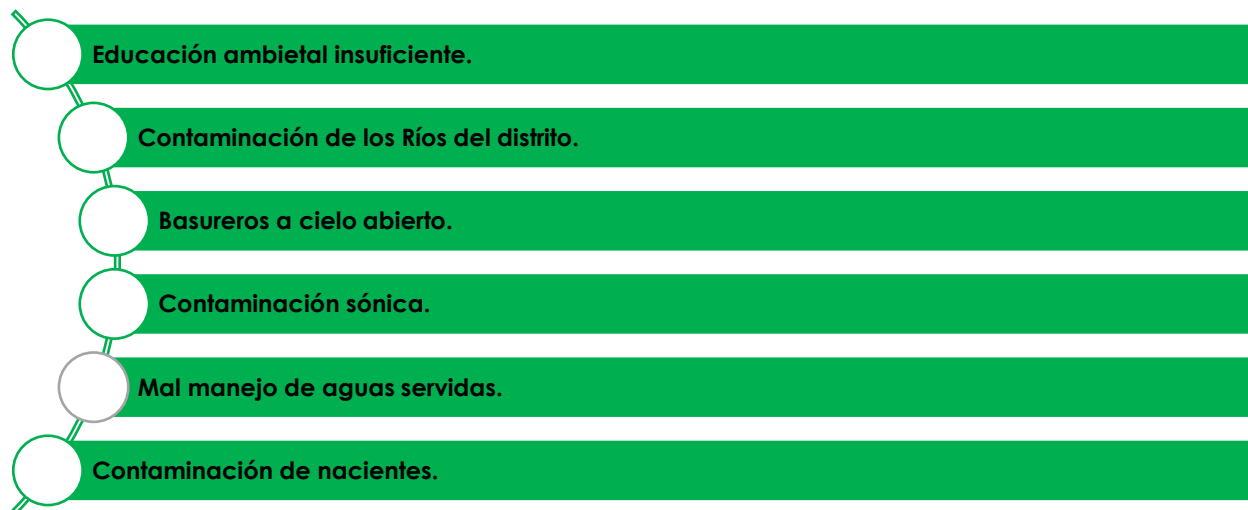 Educación ambietal insuficiente.
Contaminación de los Ríos del distrito.
Basureros a cielo abierto.
Contaminación sónica.
Mal manejo de aguas servidas.
Contaminación de nacientes.